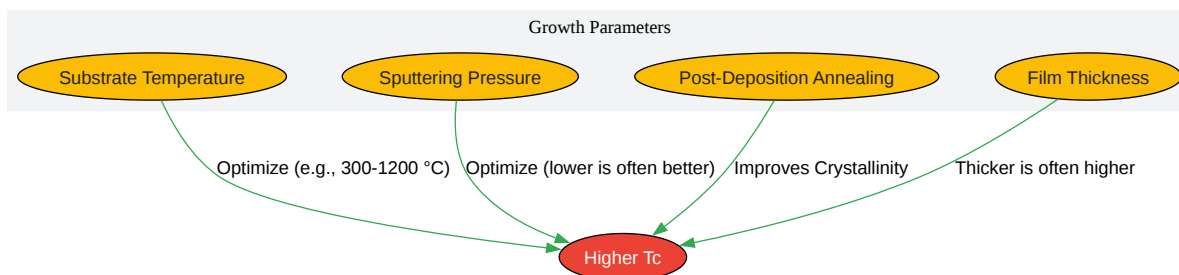 Growth Parameters
Substrate Temperature
Sputtering Pressure
Post-Deposition Annealing
Film Thickness
Optimize (e.g., 300-1200 °C)
Optimize (lower is often better)
Improves Crystallinity
Thicker is often higher
Higher Tc